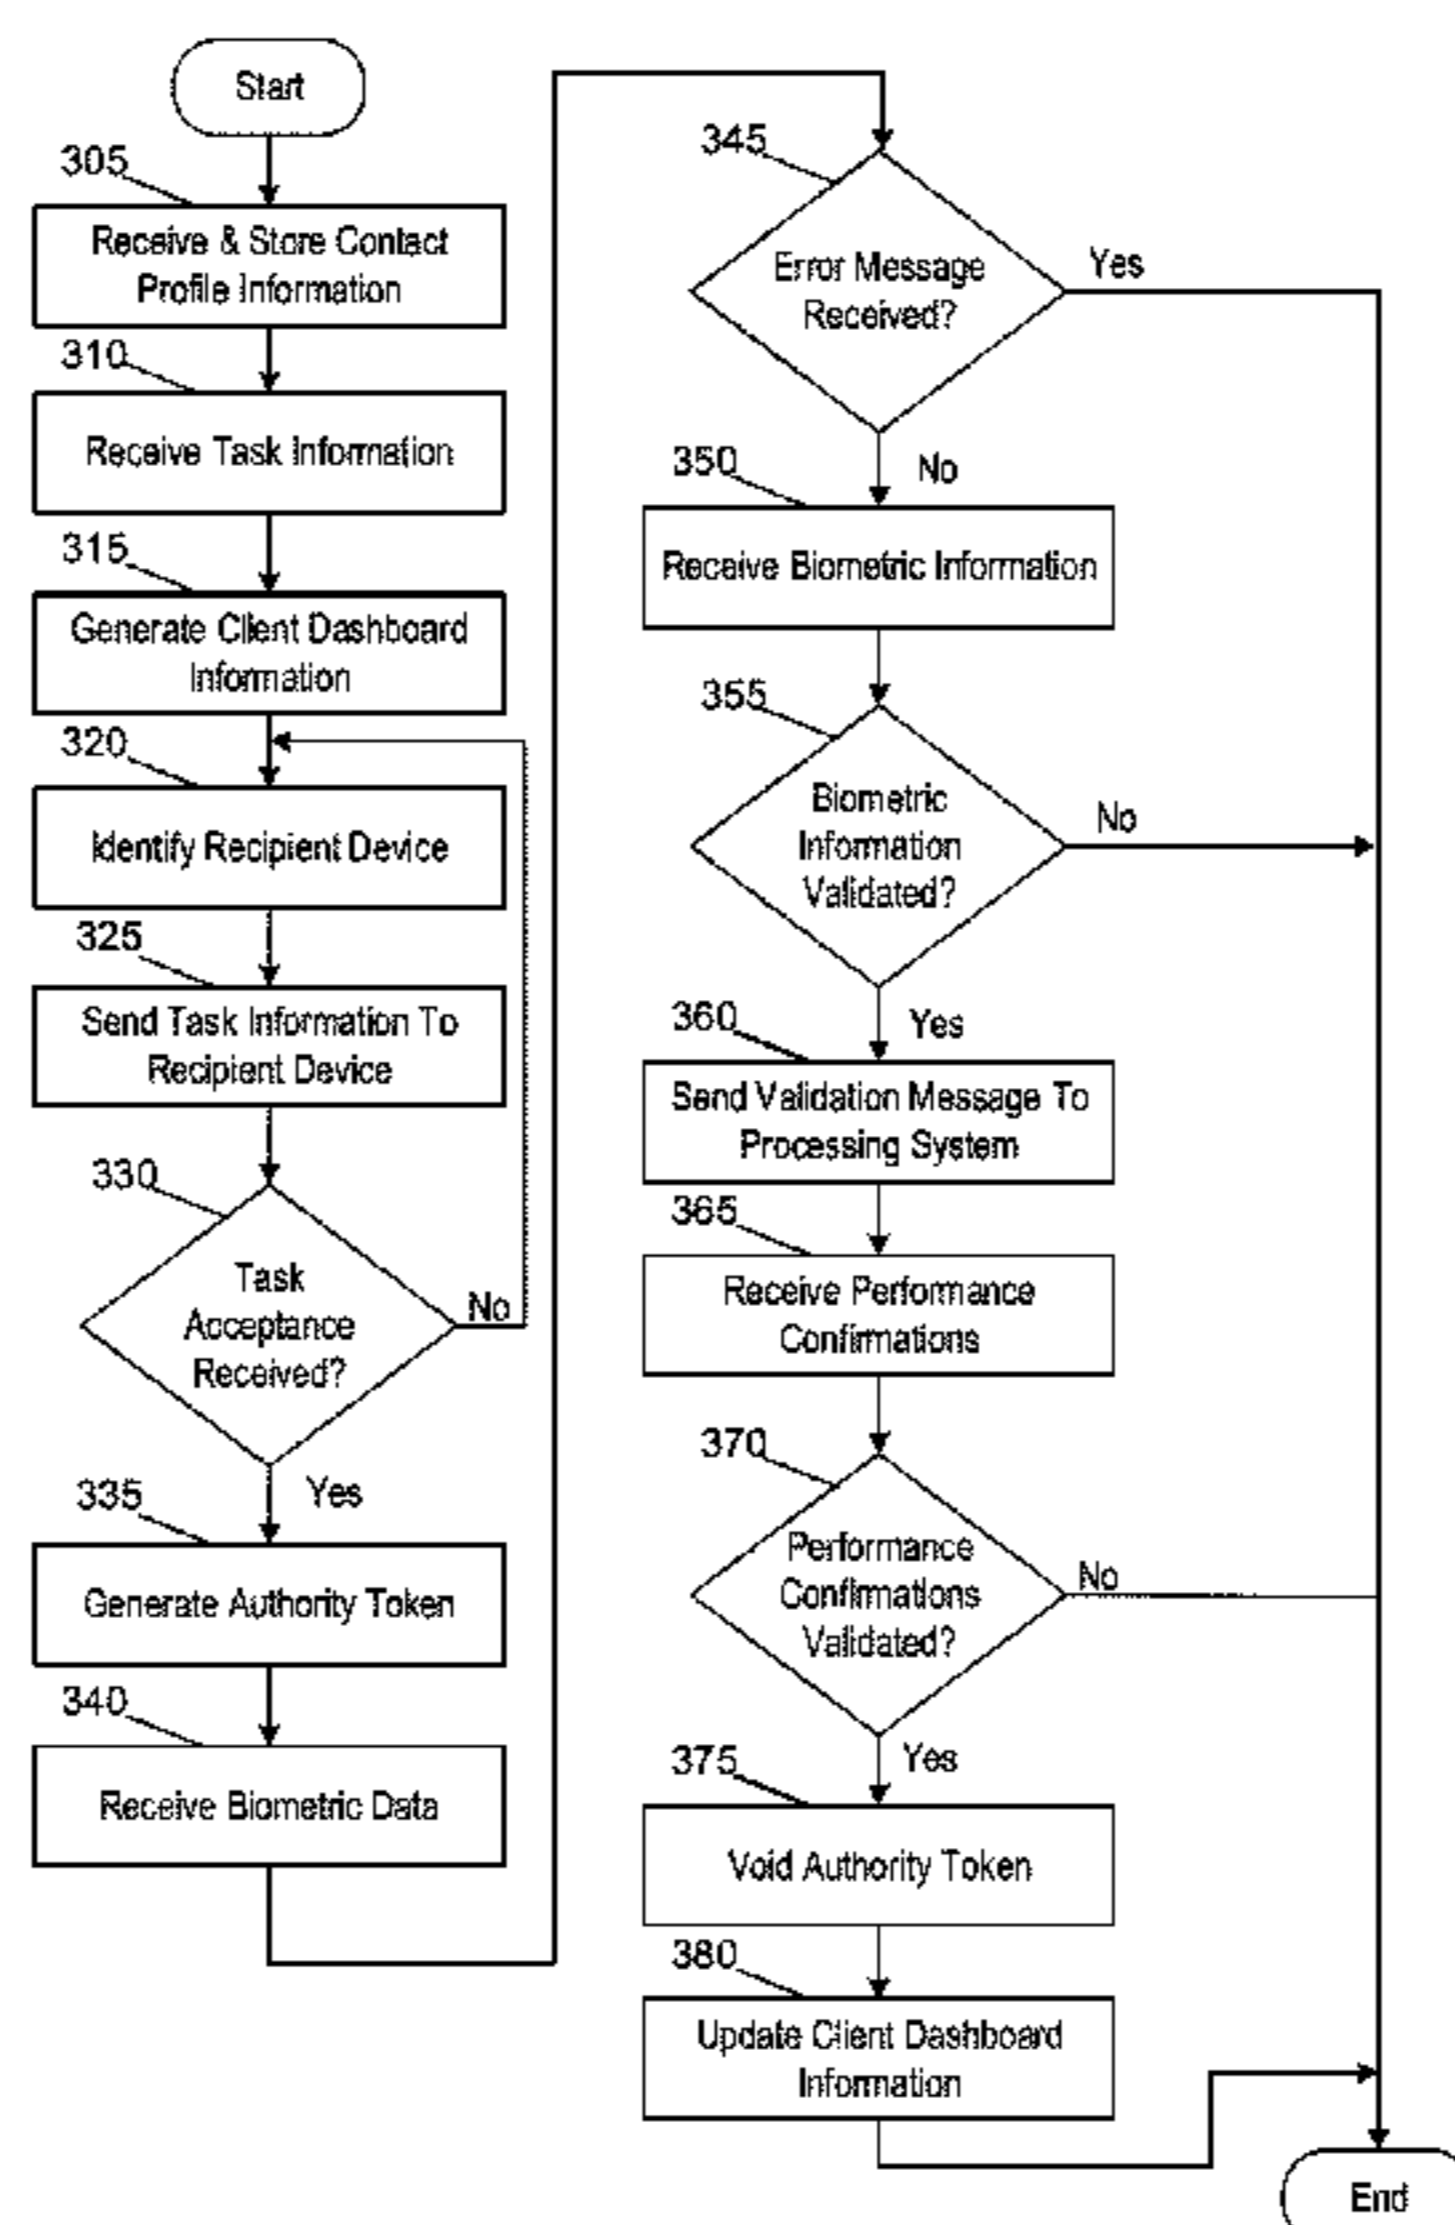 Start
305
Receive & Store Contact
Profile Information
310
Receive Task Information
315
Generate Client Dashboard
Information
320
Identify Recipient Device
325
Send Task Information To
Recipient Device
330
Task
Acceptance
Received?
No
Yes
335
Generate Authority Token
340
Receive Biometric Data
345
Error Message
Received?
Yes
No
350
Receive Biometric Information
355
Biometric
Information
Validated?
No
Yes
360
Send Validation Message To
Processing System
365
Receive Performance
Confirmations
370
Performance
Confirmations
Validated?
No
Yes
375
Void Authority Token
380
Update Client Dashboard
Information
End